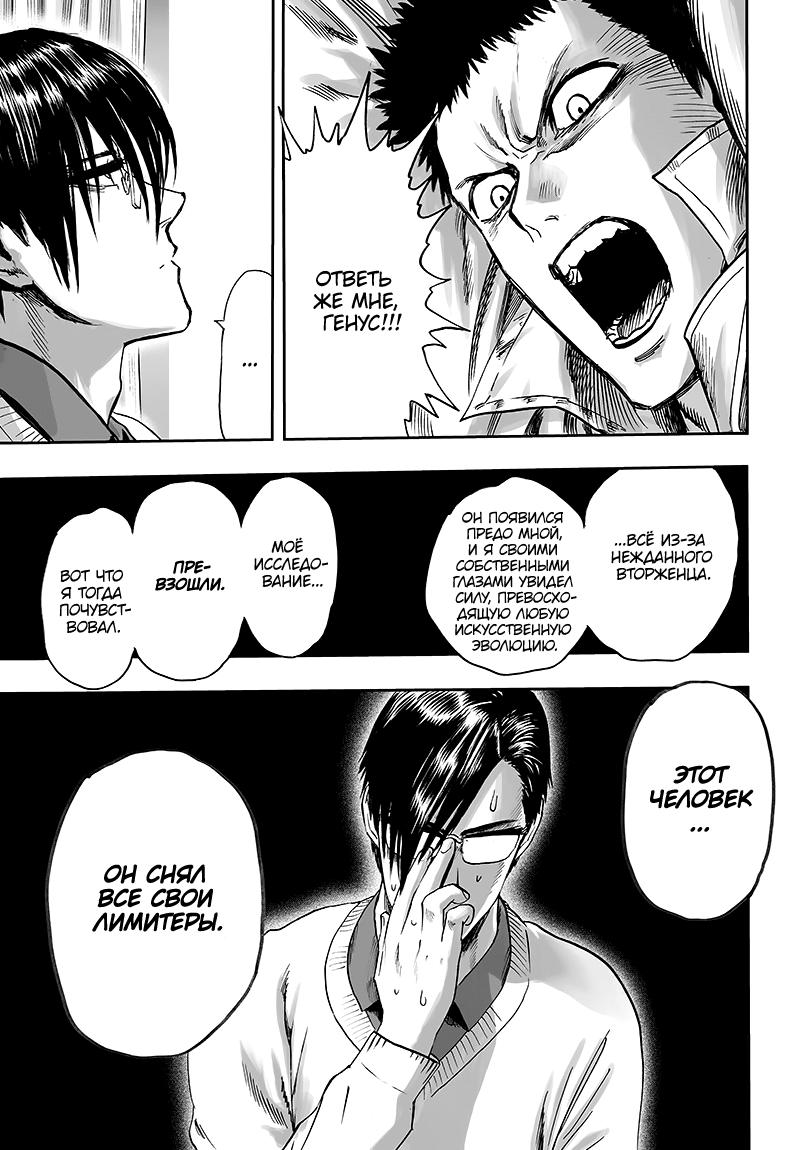 ОТВЕТЬ
ЖЕ МНЕ,
ГЕНУС!!!
...
...ВСЁ ИЗ-ЗА
НЕЖДАННОГО
ВТОРЖЕНЦА.
ОН ПОЯВИЛСЯ
ПРЕДО МНОЙ,
И Я СВОИМИ
СОБСТВЕННЫМИ
ГЛАЗАМИ УВИДЕЛ
СИЛУ, ПРЕВОСХО-
ДЯЩУЮ ЛЮБУЮ
ИСКУССТВЕННУЮ
ЭВОЛЮЦИЮ.
МОЁ
ИССЛЕДО-
ВАНИЕ...
ПРЕ-
ВЗОШЛИ.
ВОТ ЧТО
Я ТОГДА
ПОЧУВСТ-
ВОВАЛ.
ЭТОТ
ЧЕЛОВЕК
...
ОН СНЯЛ
ВСЕ СВОИ
ЛИМИТЕРЫ.